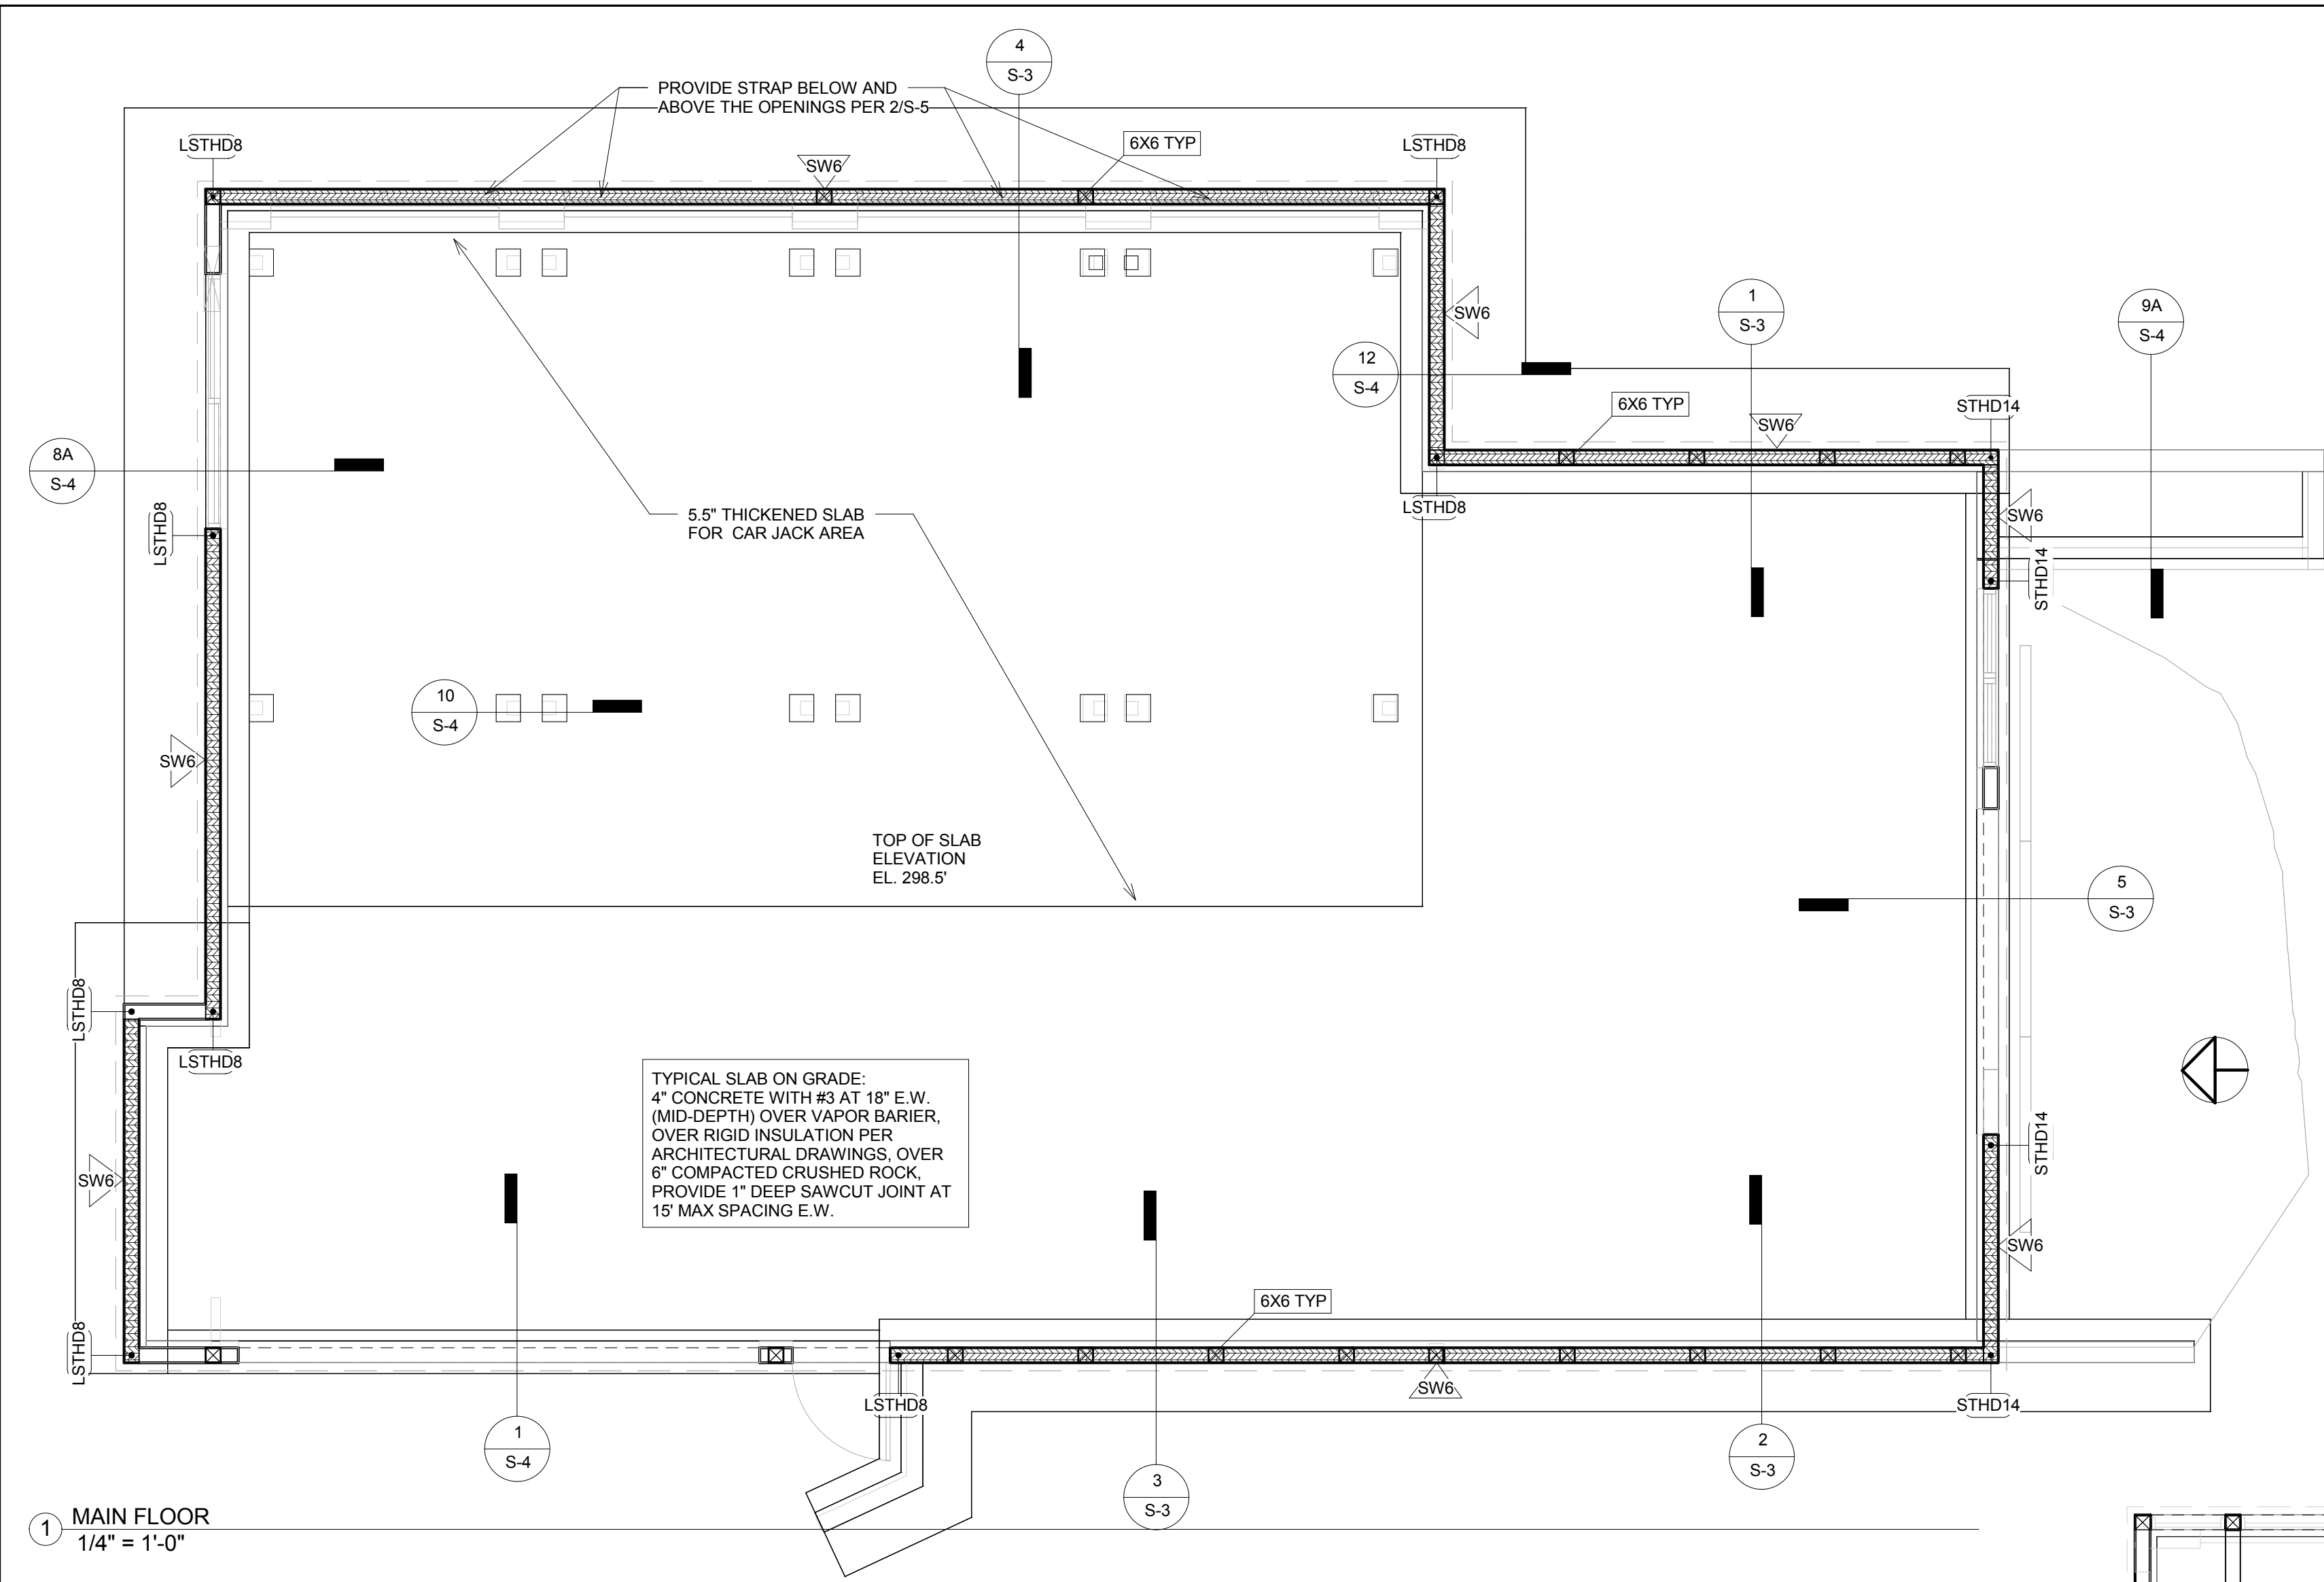 4
S-3
PROVIDE STRAP BELOW AND
ABOVE THE OPENINGS PER 2/S-5
LSTHD8
SW6
6X6 TYP
LSTHD8
SW6
1
S-3
9A
S-4
12
S-4
6X6 TYP
SW6
STHD14
8A
S-4
LSTHD8
5.5" THICKENED SLAB
FOR CAR JACK AREA
LSTHD8
SW6
STHD14
10
S-4
SW6
TOP OF SLAB
ELEVATION
EL. 298.5'
5
S-3
LSTHD8
LSTHD8
TYPICAL SLAB ON GRADE:
4" CONCRETE WITH #3 AT 18" E.W.
(MID-DEPTH) OVER VAPOR BARIER,
OVER RIGID INSULATION PER
ARCHITECTURAL DRAWINGS, OVER
6" COMPACTED CRUSHED ROCK,
PROVIDE 1" DEEP SAWCUT JOINT AT
15' MAX SPACING E.W.
STHD14
SW6
SW6
6X6 TYP
LSTHD8
LSTHD8
SW6
STHD14
1
S-4
2
S-3
3
S-3
1
MAIN FLOOR
1/4" = 1'-0"